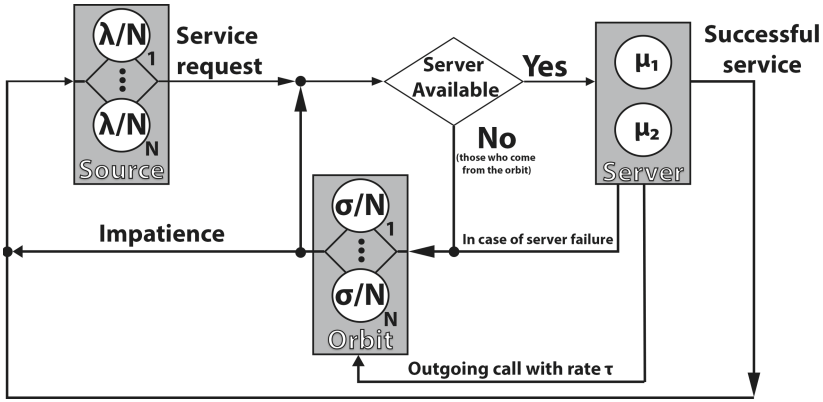 λ/N
1
λ/N
N
Source
Service
request
Server
Available
Yes
No
(those who come
from the orbit)
μ1
μ2
Server
Successful
service
σ/N
1
σ/N
N
Orbit
Impatience
In case of server failure
Outgoing call with rate τ